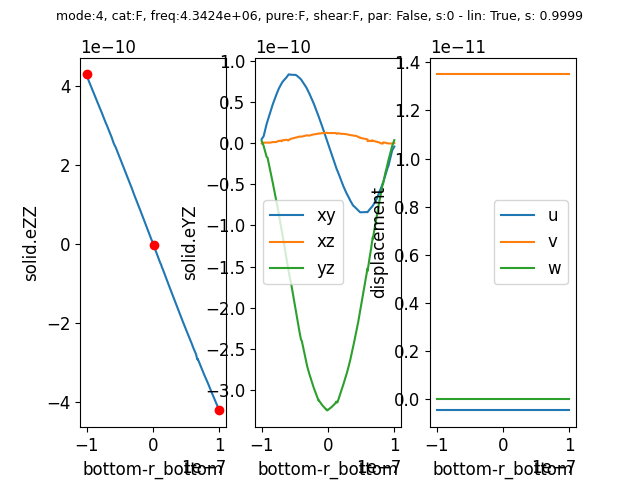 mode:4, cat:F, freq:4.3424e+06, pure:F, shear:F, par: False, s:0 - lin: True, s: 0.9999
1e−10
1e−10
1e−11
solid.eZZ
4
2
0
−2
−4
−1
0
1
1e−7
bottom-r_bottom
solid.eYZ
1.0
0.5
0.0
−0.5
−1.0
−1.5
−2.0
−2.5
−3.0
xy
xz
yz
−1
0
1
1e−7
bottom-r_bottom
displacement
1.4
1.2
1.0
0.8
0.6
0.4
0.2
0.0
u
v
w
−1
0
1
1e−7
bottom-r_bottom